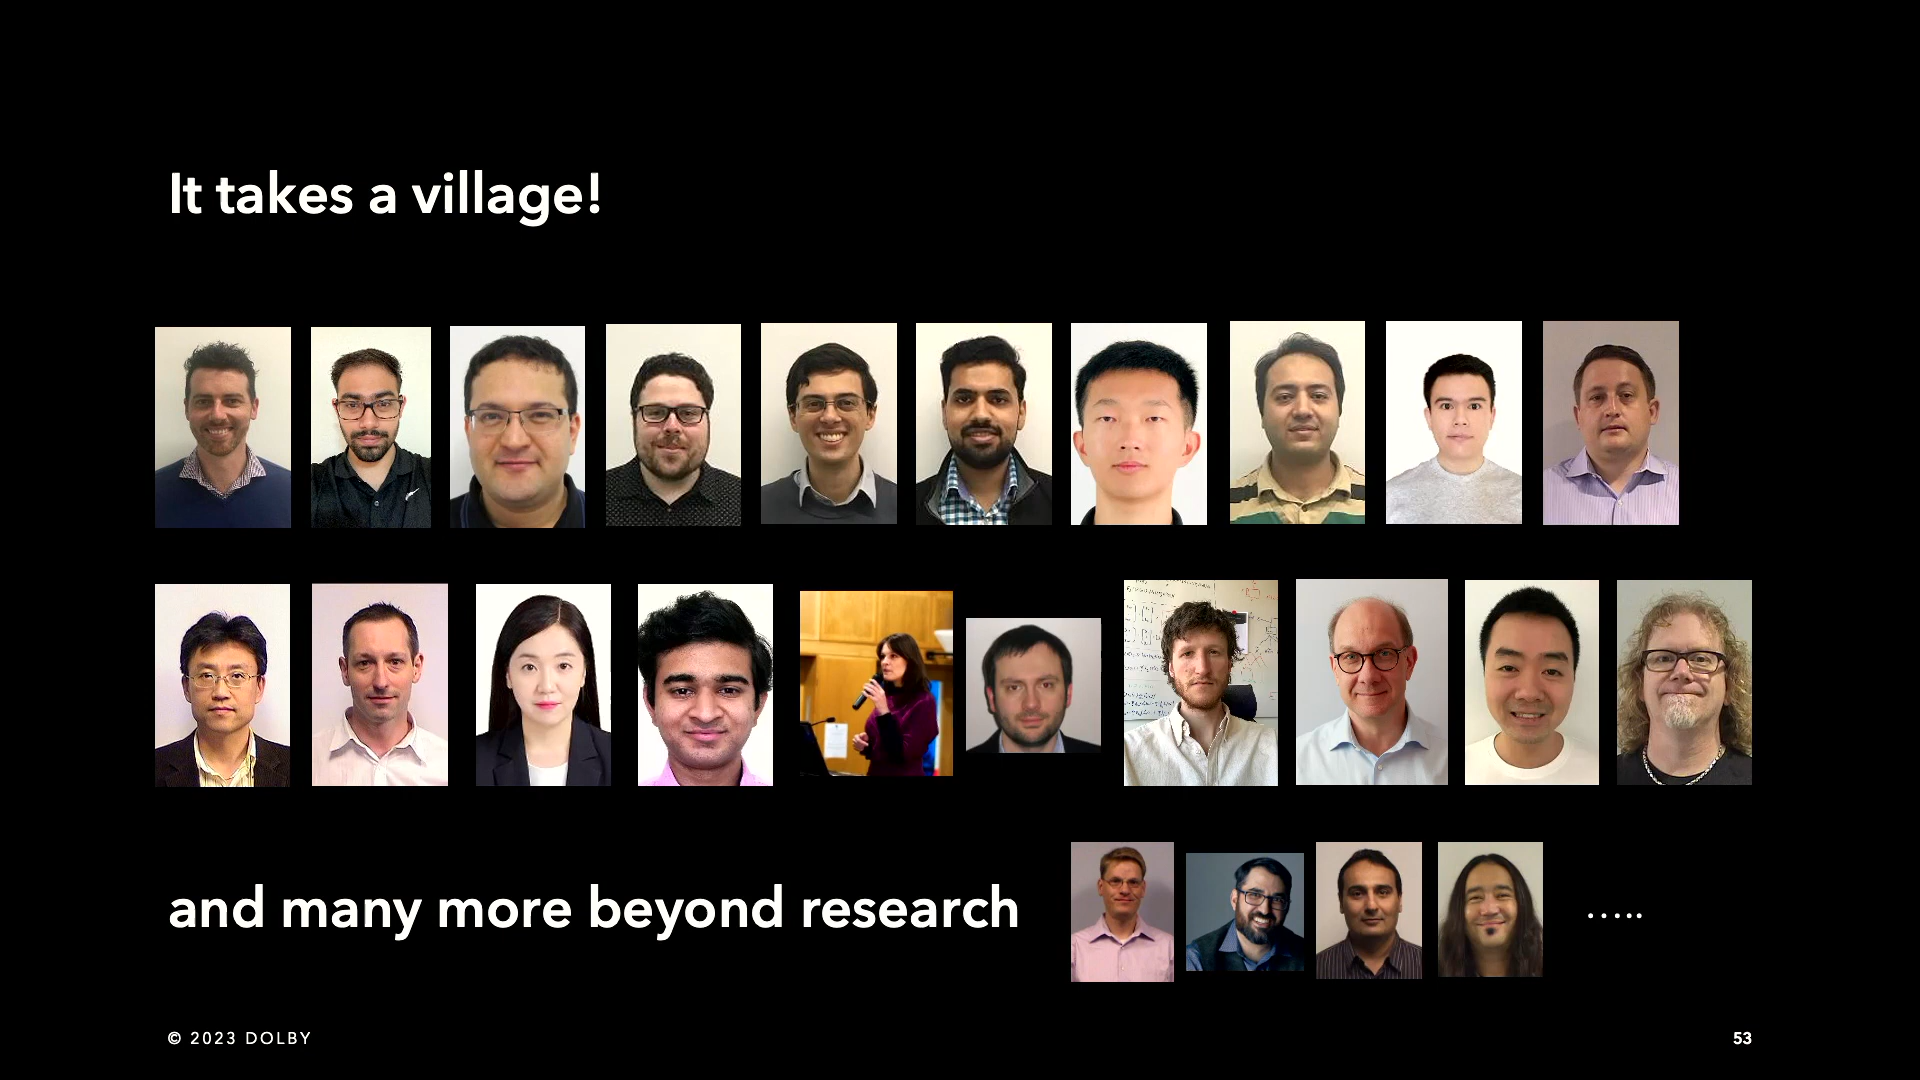 It takes a village!
and many more beyond research
.....
© 2023 DOLBY
53